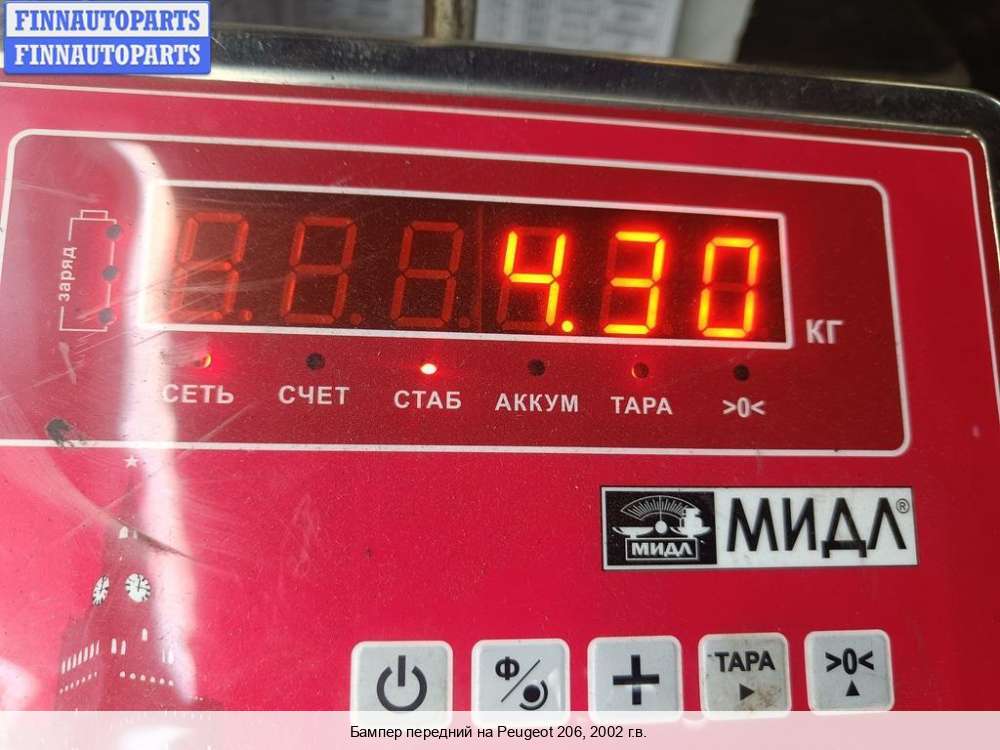 FINNAUTOPARTS
FINNAUTOPARTS
заряд
4.30
КГ
СЕТЬ СЧЕТ СТАБ АККУМ ТАРА >0<
МИДЛ МИДЛ®
Ф ТАРА >0<
Бампер передний на Peugeot 206, 2002 г.в.